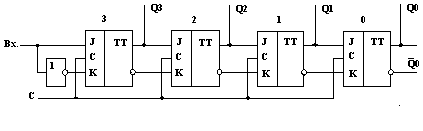 3 Q3 2 Q2 1 Q1 0 Q0
Вх. J TT J TT J TT J TT
C C C C
1 K K K K Q̅0
C